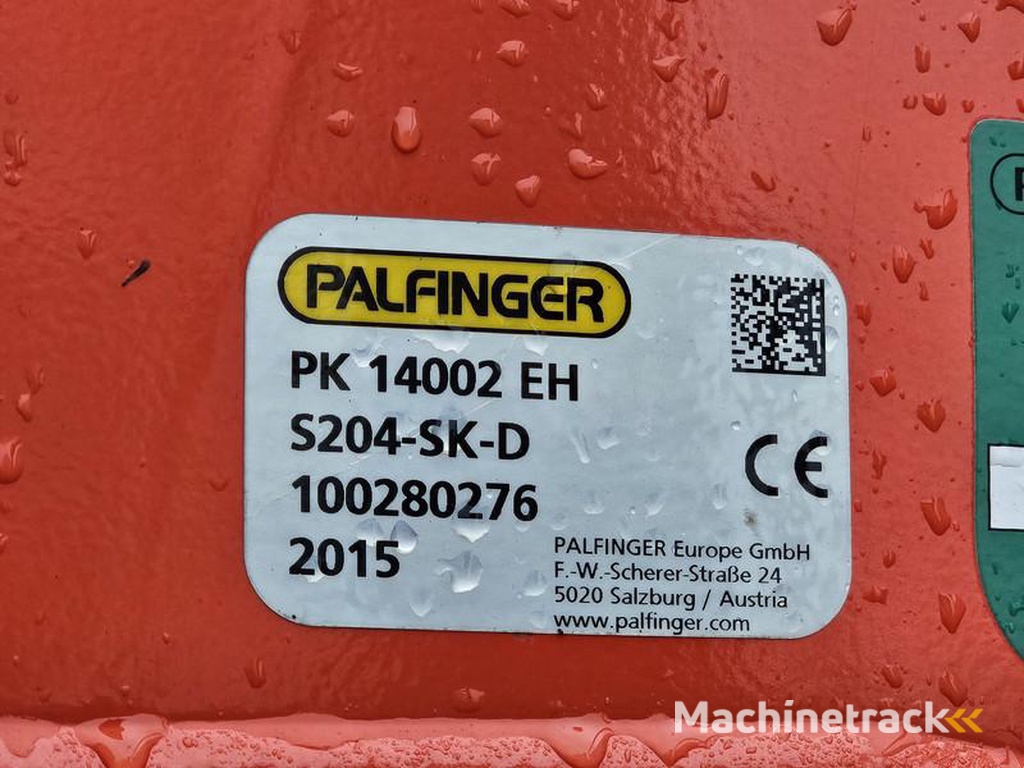 PALFINGER
PK 14002 EH
S204-SK-D
100280276
2015
CE
PALFINGER Europe GmbH
F.-W.-Scherer-Straße 24
5020 Salzburg / Austria
www.palfinger.com
Machinetrack